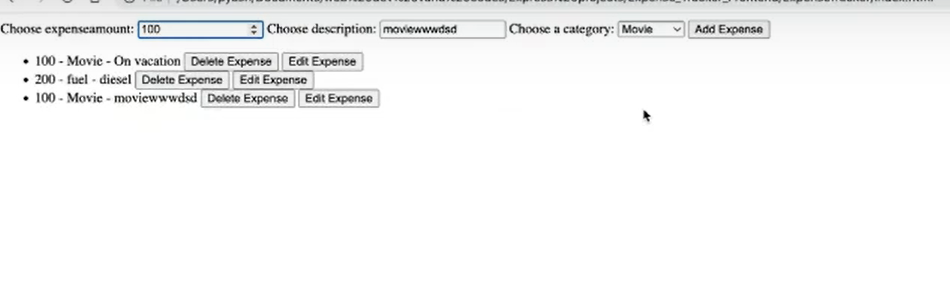 Choose expenseamount: 100 Choose description: moviewwwdsd Choose a category: Movie Add Expense
100 - Movie - On vacation Delete Expense Edit Expense
200 - fuel - diesel Delete Expense Edit Expense
100 - Movie - moviewwwdsd Delete Expense Edit Expense